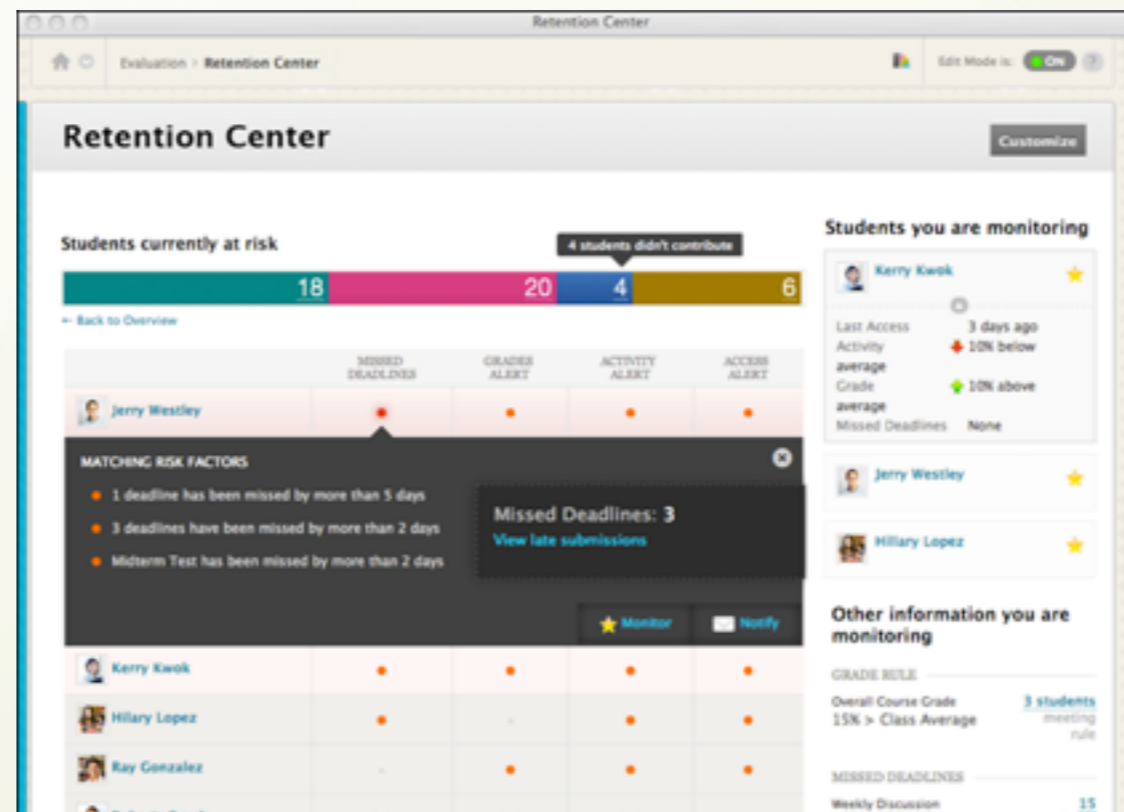 Retention Center
Evaluation > Retention Center
Edit Mode is: ON ?
Retention Center
Customize
Students currently at risk
4 students didn't contribute
18 20 4 6
← Back to Overview
MISSED DEADLINES
GRADES ALERT
ACTIVITY ALERT
ACCESS ALERT
Jerry Westley
MATCHING RISK FACTORS
1 deadline has been missed by more than 5 days
3 deadlines have been missed by more than 2 days
Midterm Test has been missed by more than 2 days
Missed Deadlines: 3
View late submissions
Monitor
Notify
Kerry Kwok
Hilary Lopez
Ray Gonzalez
Students you are monitoring
Kerry Kwok
Last Access 3 days ago
Activity 10% below
average
Grade 10% above
average
Missed Deadlines None
Jerry Westley
Hillary Lopez
Other information you are
monitoring
GRADE RULE
Overall Course Grade 3 students
15% > Class Average meeting
rule
MISSED DEADLINES
Weekly Discussion 15